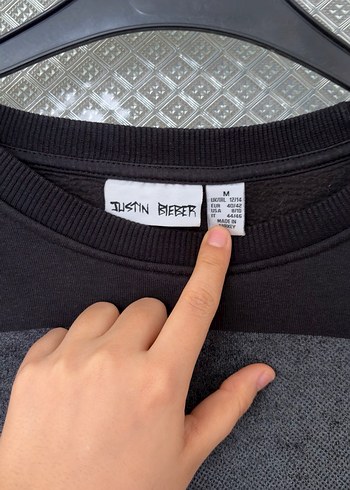 JUSTIN BIEBER
M
UK/IRL 12/14
EUR 40/42
USA 8/10
IT 44/46
MADE IN
TURKEY